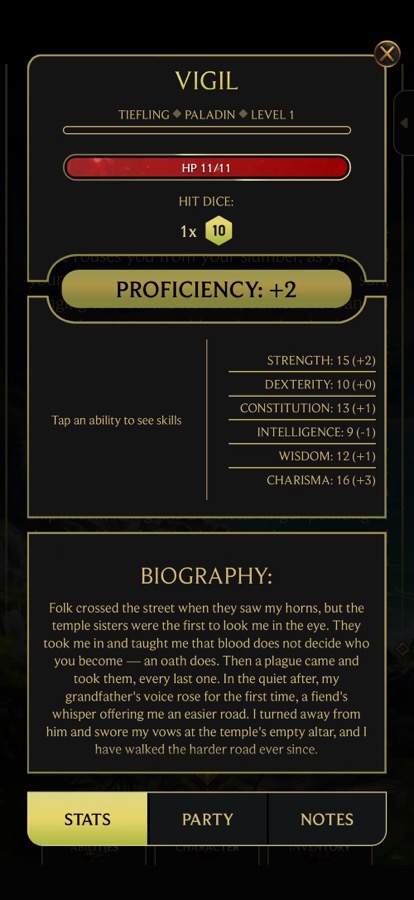 VIGIL
TIEFLING ◆ PALADIN ◆ LEVEL 1
HP 11/11
HIT DICE:
1x 10
PROFICIENCY: +2
Tap an ability to see skills
STRENGTH: 15 (+2)
DEXTERITY: 10 (+0)
CONSTITUTION: 13 (+1)
INTELLIGENCE: 9 (-1)
WISDOM: 12 (+1)
CHARISMA: 16 (+3)
BIOGRAPHY:
Folk crossed the street when they saw my horns, but the
temple sisters were the first to look me in the eye. They
took me in and taught me that blood does not decide who
you become — an oath does. Then a plague came and
took them, every last one. In the quiet after, my
grandfather's voice rose for the first time, a fiend's
whisper offering me an easier road. I turned away from
him and swore my vows at the temple's empty altar, and I
have walked the harder road ever since.
STATS
PARTY
NOTES
ABILITIES
CHARACTER
INVENTORY